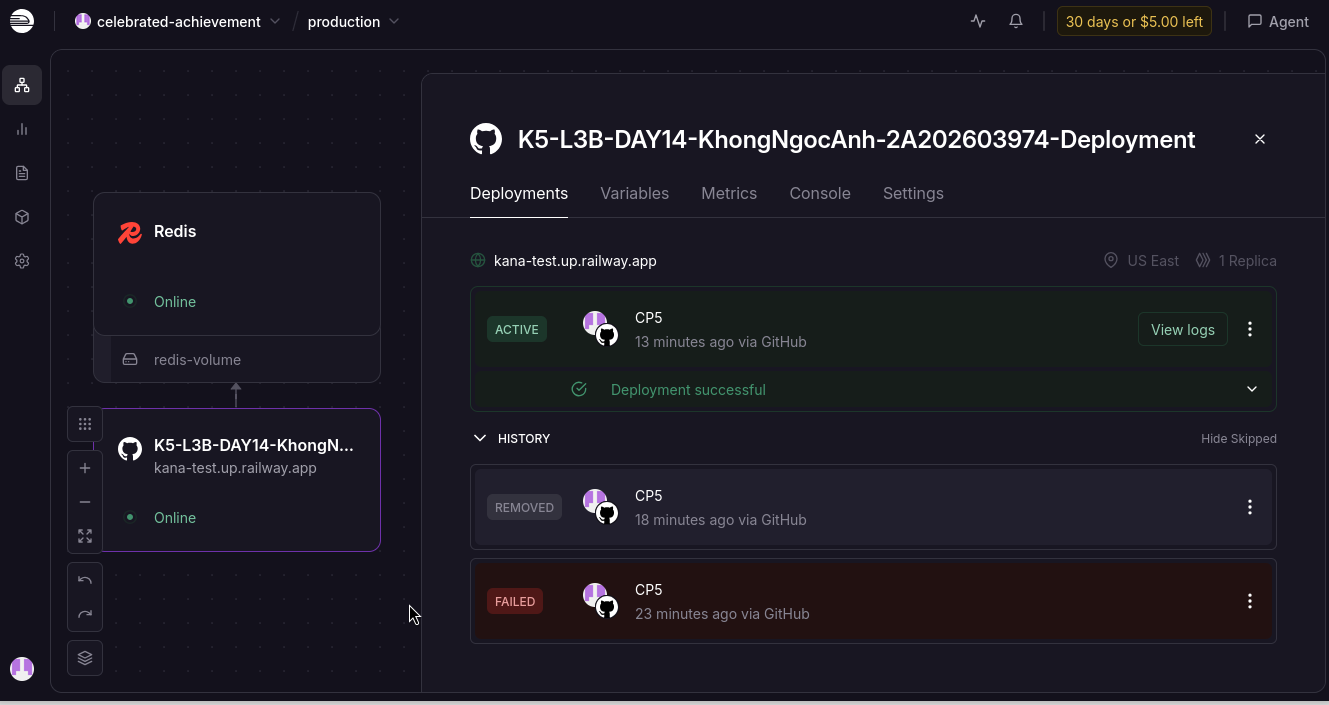 celebrated-achievement / production
30 days or $5.00 left
Agent
Redis
Online
redis-volume
K5-L3B-DAY14-KhongN...
kana-test.up.railway.app
Online
K5-L3B-DAY14-KhongNgocAnh-2A202603974-Deployment
Deployments Variables Metrics Console Settings
kana-test.up.railway.app
US East 1 Replica
ACTIVE
CP5
13 minutes ago via GitHub
View logs
Deployment successful
HISTORY
Hide Skipped
REMOVED
CP5
18 minutes ago via GitHub
FAILED
CP5
23 minutes ago via GitHub